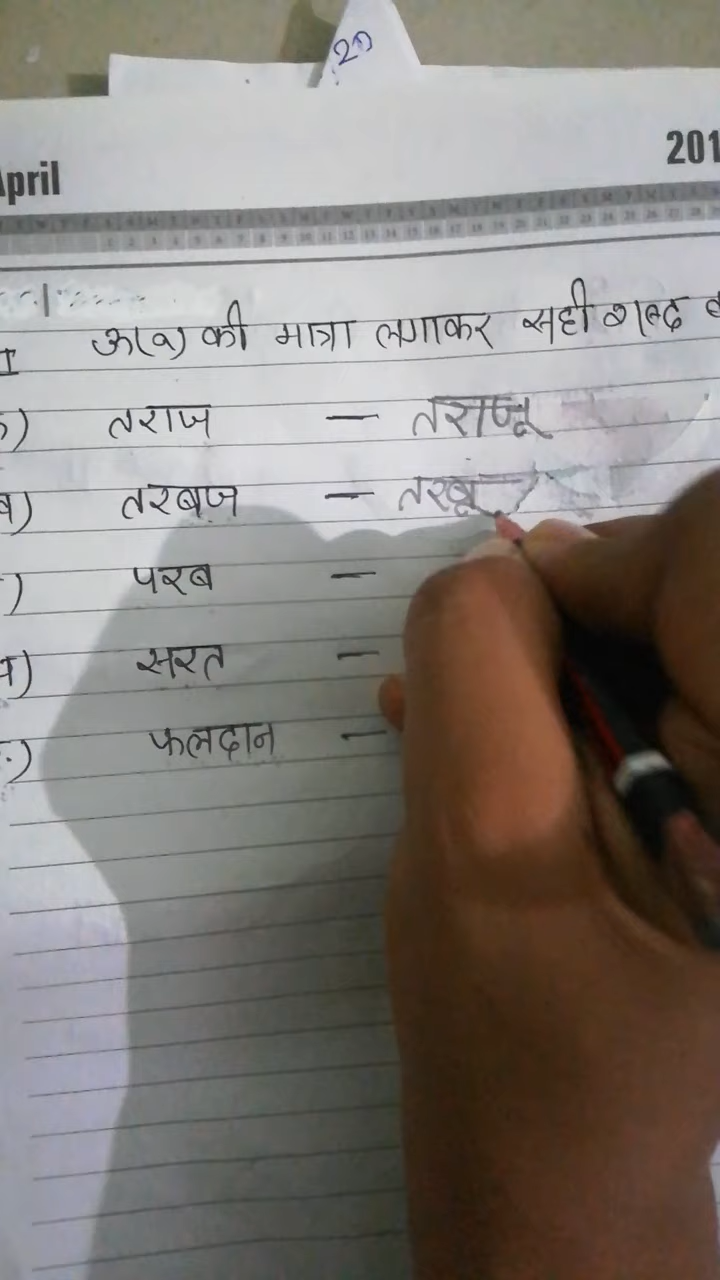 20
April 201
ऊ(ू) की मात्रा लगाकर सही शब्द
तराज — तराजू
तरबज — तरबू
परब —
सरत —
फलदान —